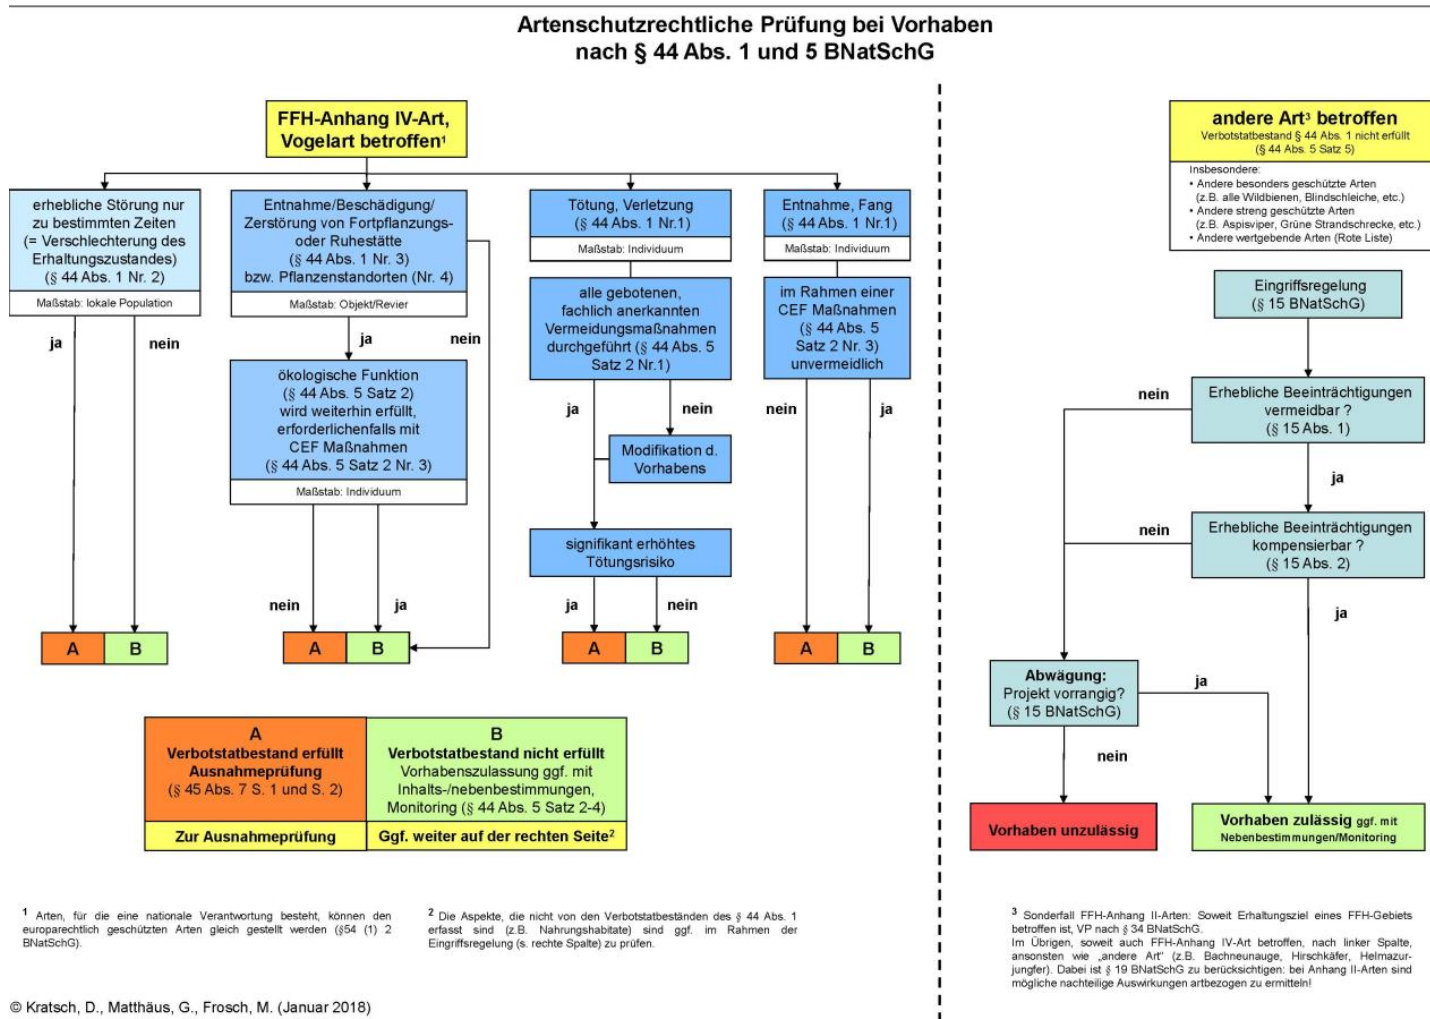 Artenschutzrechtliche Prüfung bei Vorhaben
nach § 44 Abs. 1 und 5 BNatSchG
FFH-Anhang IV-Art,
Vogelart betroffen¹
erhebliche Störung nur
zu bestimmten Zeiten
(= Verschlechterung des
Erhaltungszustandes)
(§ 44 Abs. 1 Nr. 2)
Maßstab: lokale Population
ja
nein
Entnahme/Beschädigung/
Zerstörung von Fortpflanzungs-
oder Ruhestätte
(§ 44 Abs. 1 Nr. 3)
bzw. Pflanzenstandorten (Nr. 4)
Maßstab: Objekt/Revier
ja
nein
ökologische Funktion
(§ 44 Abs. 5 Satz 2)
wird weiterhin erfüllt,
erforderlichenfalls mit
CEF Maßnahmen
(§ 44 Abs. 5 Satz 2 Nr. 3)
Maßstab: Individuum
nein
ja
Tötung, Verletzung
(§ 44 Abs. 1 Nr.1)
Maßstab: Individuum
alle gebotenen,
fachlich anerkannten
Vermeidungsmaßnahmen
durchgeführt (§ 44 Abs. 5
Satz 2 Nr.1)
ja
nein
Modifikation d.
Vorhabens
signifikant erhöhtes
Tötungsrisiko
ja
nein
Entnahme, Fang
(§ 44 Abs. 1 Nr.1)
Maßstab: Individuum
im Rahmen einer
CEF Maßnahmen
(§ 44 Abs. 5
Satz 2 Nr. 3)
unvermeidlich
nein
ja
A B
A B
A B
A B
A
Verbotstatbestand erfüllt
Ausnahmeprüfung
(§ 45 Abs. 7 S. 1 und S. 2)
Zur Ausnahmeprüfung
B
Verbotstatbestand nicht erfüllt
Vorhabenszulassung ggf. mit
Inhalts-/nebenbestimmungen,
Monitoring (§ 44 Abs. 5 Satz 2-4)
Ggf. weiter auf der rechten Seite²
andere Art³ betroffen
Verbotstatbestand § 44 Abs. 1 nicht erfüllt
(§ 44 Abs. 5 Satz 5)
Insbesondere:
• Andere besonders geschützte Arten
(z.B. alle Wildbienen, Blindschleiche, etc.)
• Andere streng geschützte Arten
(z.B. Aspisviper, Grüne Strandschrecke, etc.)
• Andere wertgebende Arten (Rote Liste)
Eingriffsregelung
(§ 15 BNatSchG)
Erhebliche Beeinträchtigungen
vermeidbar ?
(§ 15 Abs. 1)
nein
ja
Erhebliche Beeinträchtigungen
kompensierbar ?
(§ 15 Abs. 2)
nein
ja
Abwägung:
Projekt vorrangig?
(§ 15 BNatSchG)
ja
nein
Vorhaben unzulässig
Vorhaben zulässig ggf. mit
Nebenbestimmungen/Monitoring
¹ Arten, für die eine nationale Verantwortung besteht, können den
europarechtlich geschützten Arten gleich gestellt werden (§54 (1) 2
BNatSchG).
² Die Aspekte, die nicht von den Verbotstatbeständen des § 44 Abs. 1
erfasst sind (z.B. Nahrungshabitate) sind ggf. im Rahmen der
Eingriffsregelung (s. rechte Spalte) zu prüfen.
³ Sonderfall FFH-Anhang II-Arten: Soweit Erhaltungsziel eines FFH-Gebiets
betroffen ist, VP nach § 34 BNatSchG.
Im Übrigen, soweit auch FFH-Anhang IV-Art betroffen, nach linker Spalte,
ansonsten wie „andere Art“ (z.B. Bachneunauge, Hirschkäfer, Helmazur-
jungfer). Dabei ist § 19 BNatSchG zu berücksichtigen: bei Anhang II-Arten sind
mögliche nachteilige Auswirkungen artbezogen zu ermitteln!
© Kratsch, D., Matthäus, G., Frosch, M. (Januar 2018)